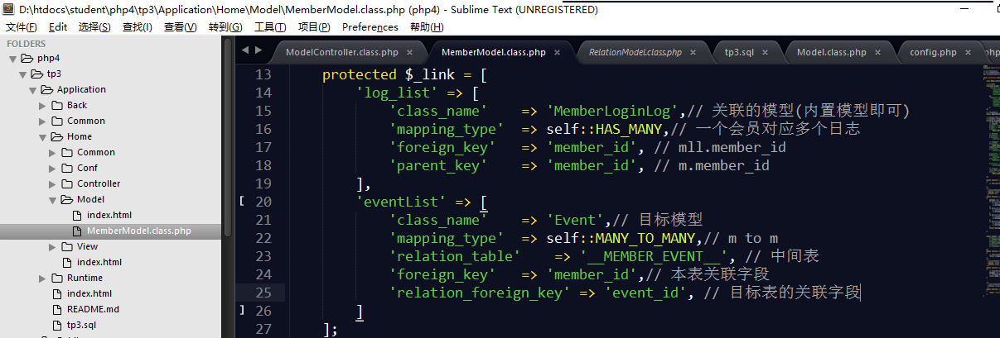 D:\htdocs\student\php4\tp3\Application\Home\Model\MemberModel.class.php (php4) - Sublime Text (UNREGISTERED)
文件(F) Edit 选择(S) 查找(I) 查看(V) 转到(G) 工具(T) 项目(P) Preferences 帮助(H)
FOLDERS
php4
tp3
Application
Back
Common
Home
Common
Conf
Controller
Model
index.html
MemberModel.class.php
View
index.html
Runtime
index.html
README.md
tp3.sql
ModelController.class.php × MemberModel.class.php × RelationModel.class.php × tp3.sql × Model.class.php × config.php ×
13 protected $_link = [
14 'log_list' => [
15 'class_name' => 'MemberLoginLog',// 关联的模型(内置模型即可)
16 'mapping_type' => self::HAS_MANY,// 一个会员对应多个日志
17 'foreign_key' => 'member_id', // mll.member_id
18 'parent_key' => 'member_id', // m.member_id
19 ],
20 'eventList' => [
21 'class_name' => 'Event',// 目标模型
22 'mapping_type' => self::MANY_TO_MANY,// m to m
23 'relation_table' => '__MEMBER_EVENT__', // 中间表
24 'foreign_key' => 'member_id',// 本表关联字段
25 'relation_foreign_key' => 'event_id', // 目标表的关联字段
26 ]
27 ];